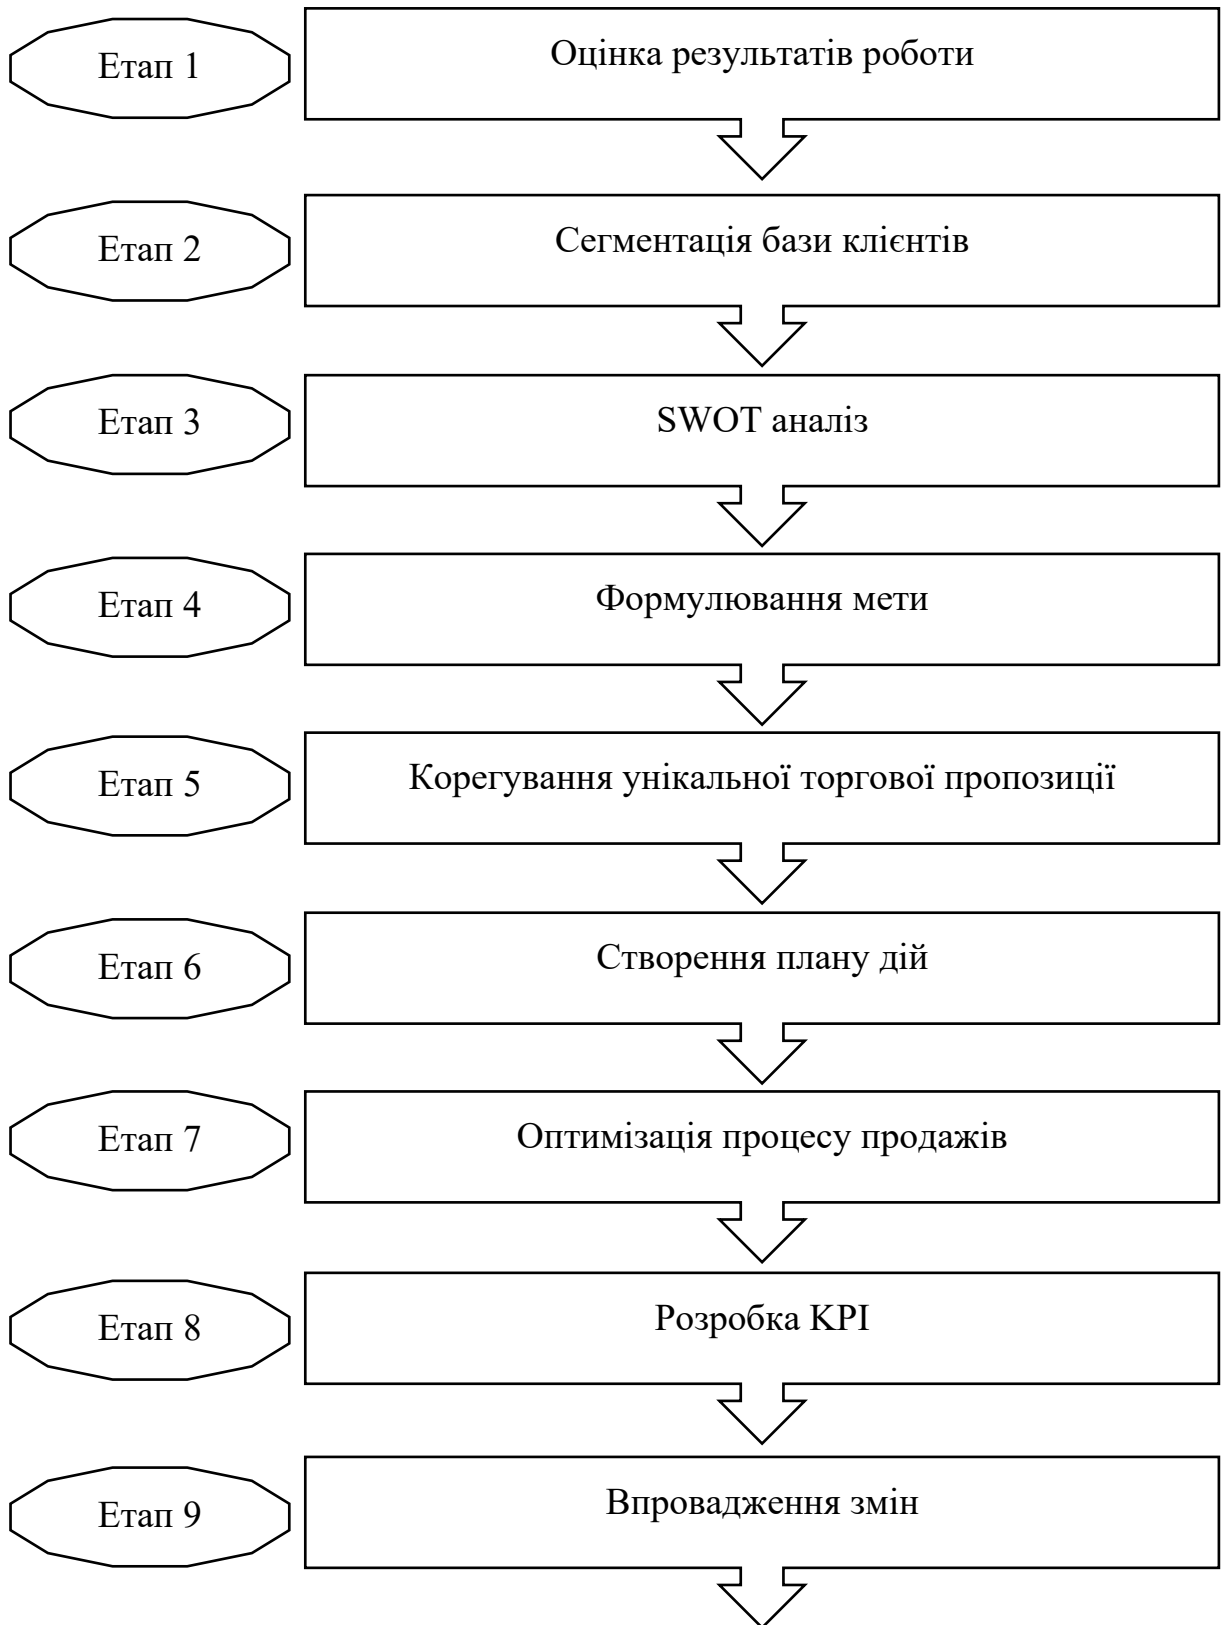 Етап 1
Оцінка результатів роботи
Етап 2
Сегментація бази клієнтів
Етап 3
SWOT аналіз
Етап 4
Формулювання мети
Етап 5
Корегування унікальної торгової пропозиції
Етап 6
Створення плану дій
Етап 7
Оптимізація процесу продажів
Етап 8
Розробка KPI
Етап 9
Впровадження змін